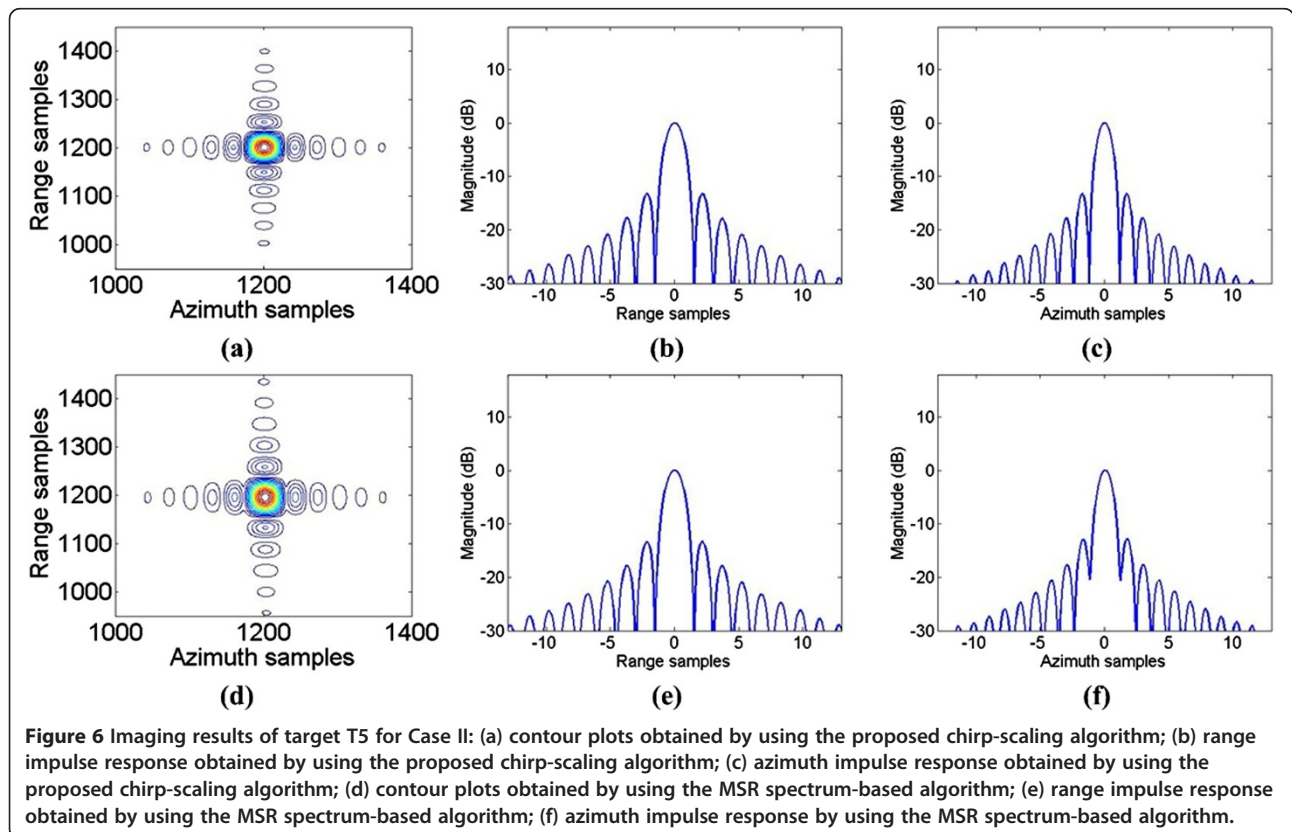 1400
1300
1200
1100
1000
Range samples
1000 1200 1400
Azimuth samples
(a)
10
0
-10
-20
-30
Magnitude (dB)
-10 -5 0 5 10
Range samples
(b)
10
0
-10
-20
-30
Magnitude (dB)
-10 -5 0 5 10
Azimuth samples
(c)
1400
1300
1200
1100
1000
Range samples
1000 1200 1400
Azimuth samples
(d)
10
0
-10
-20
-30
Magnitude (dB)
-10 -5 0 5 10
Range samples
(e)
10
0
-10
-20
-30
Magnitude (dB)
-10 -5 0 5 10
Azimuth samples
(f)
Figure 6 Imaging results of target T5 for Case II: (a) contour plots obtained by using the proposed chirp-scaling algorithm; (b) range
impulse response obtained by using the proposed chirp-scaling algorithm; (c) azimuth impulse response obtained by using the
proposed chirp-scaling algorithm; (d) contour plots obtained by using the MSR spectrum-based algorithm; (e) range impulse response
obtained by using the MSR spectrum-based algorithm; (f) azimuth impulse response by using the MSR spectrum-based algorithm.